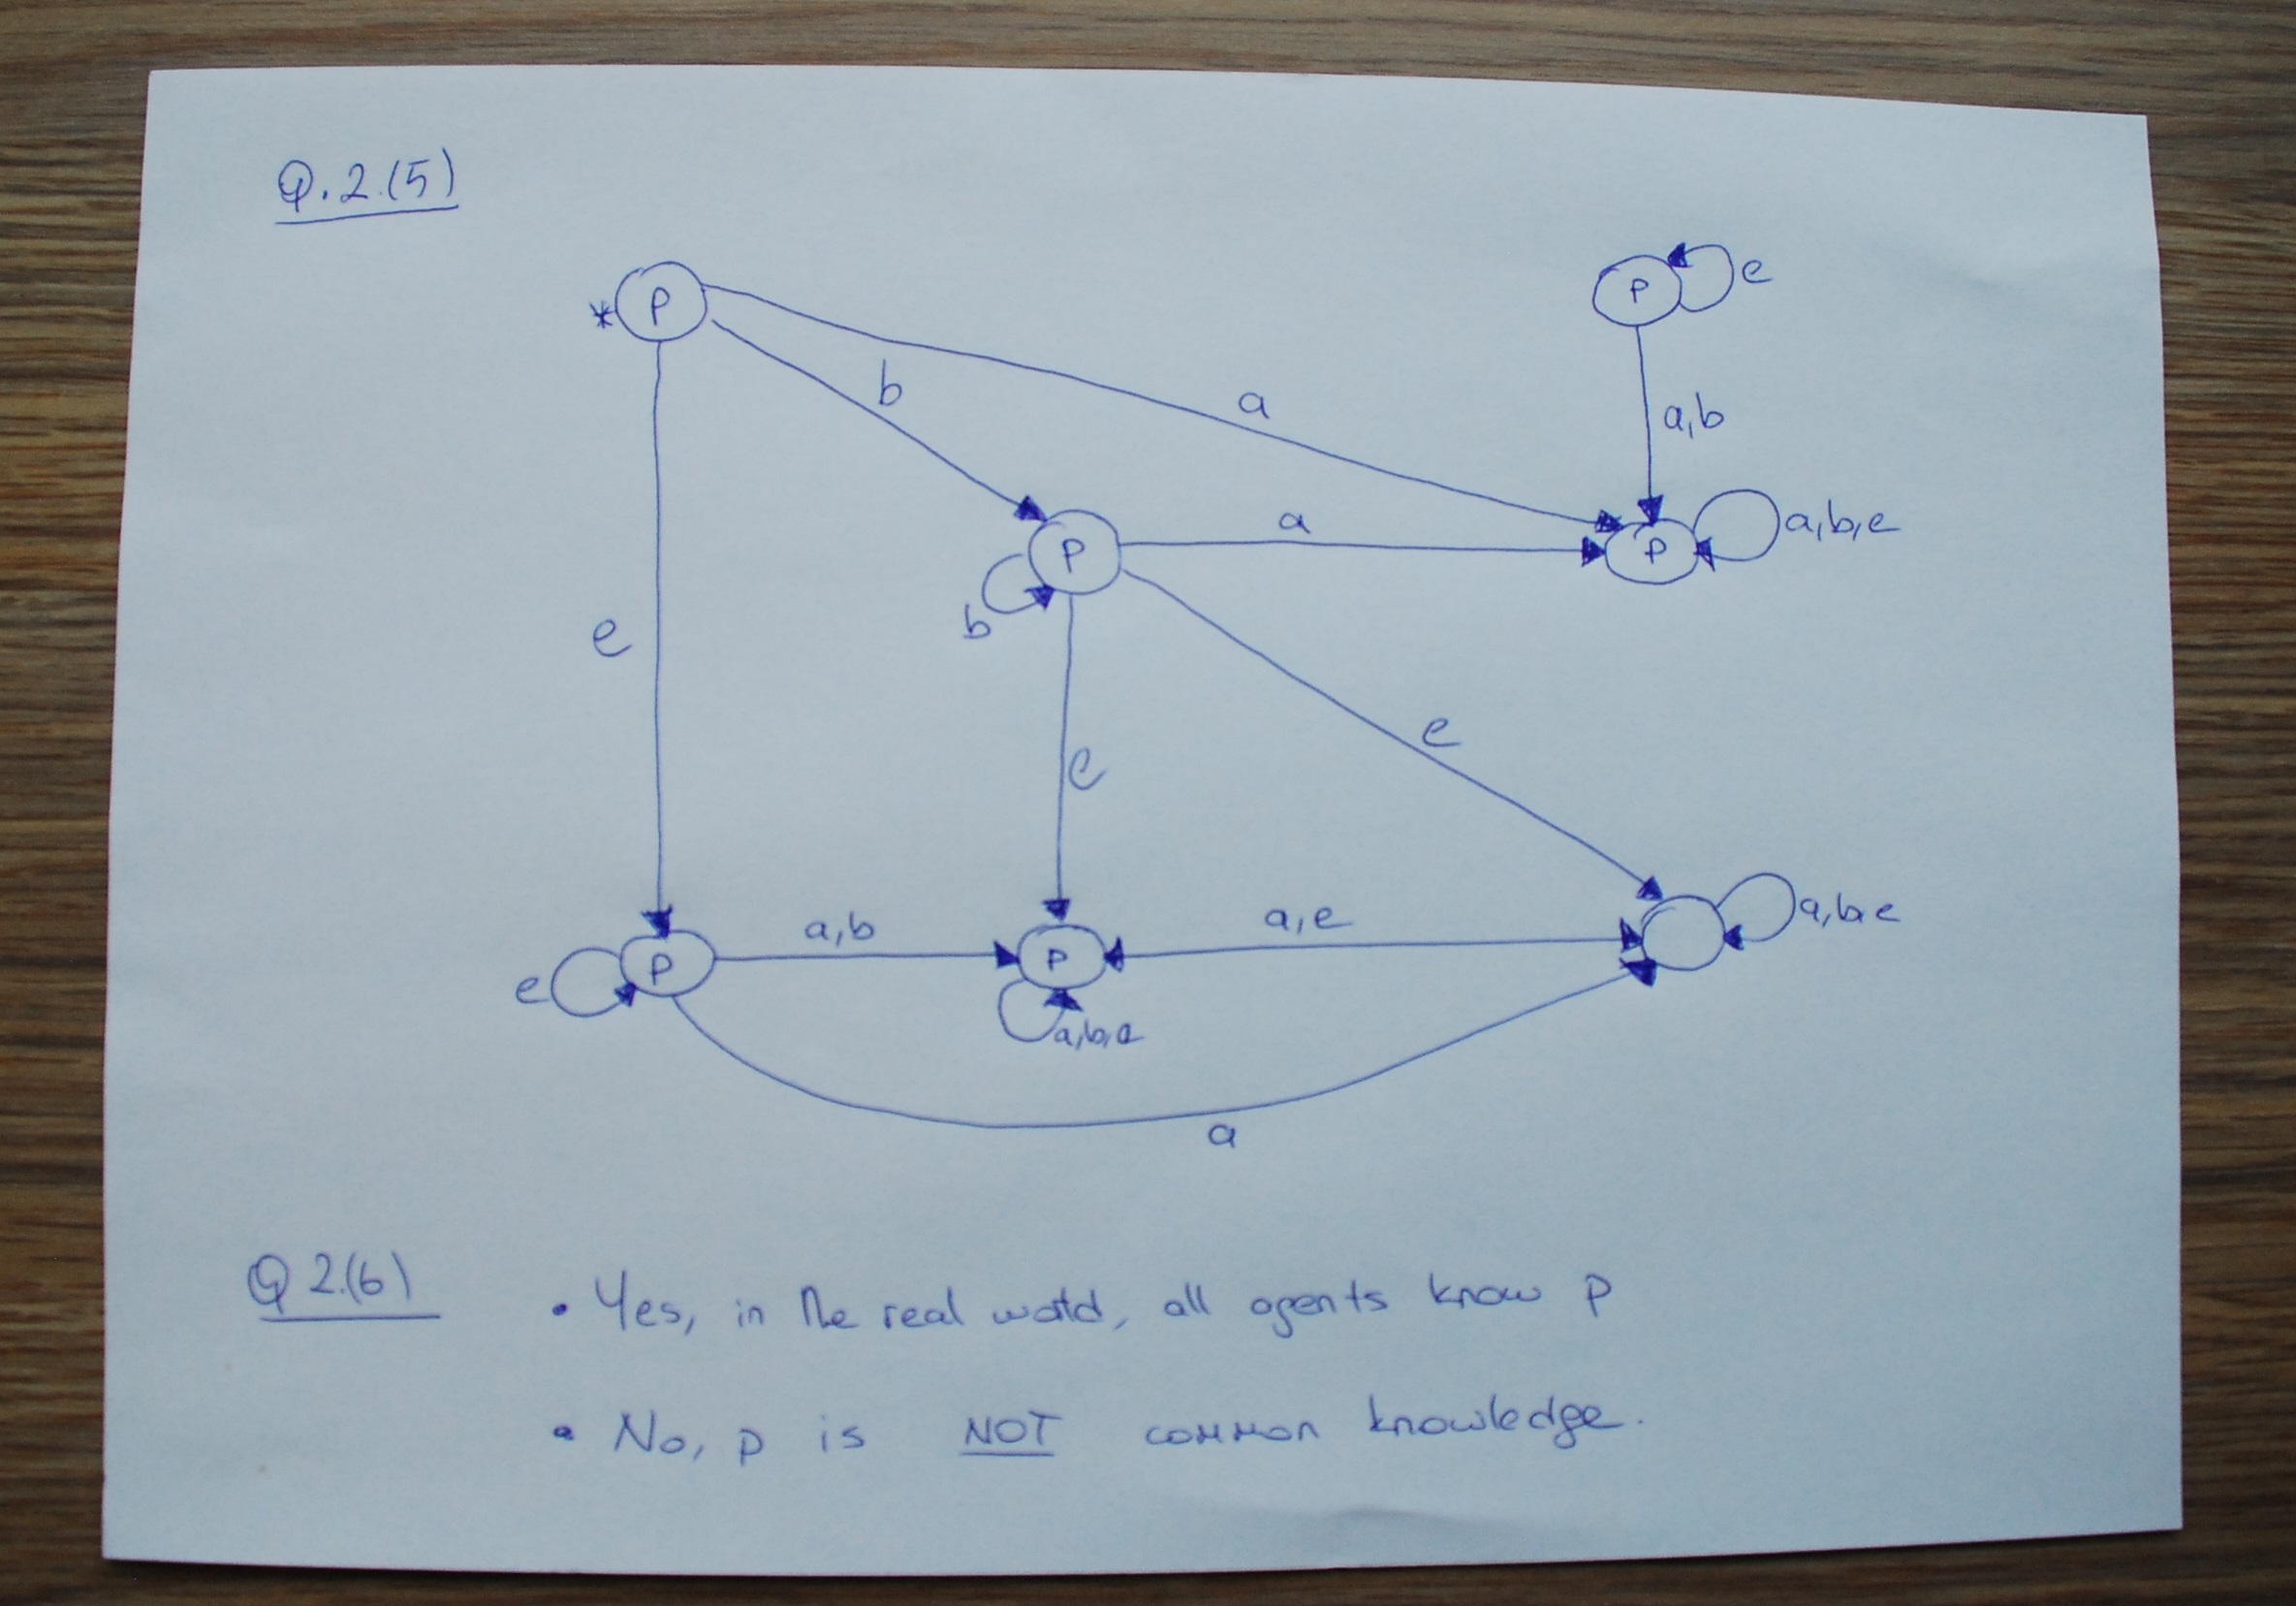 Q.2.(5)
* p
p e
b
a
a,b
a
p
p
a,b,e
b
e
e
e
a,b
a,e
a,b,e
e
p
p
a,b,e
a
Q 2.(6)
• Yes, in the real world, all agents know p
• No, p is NOT common knowledge.